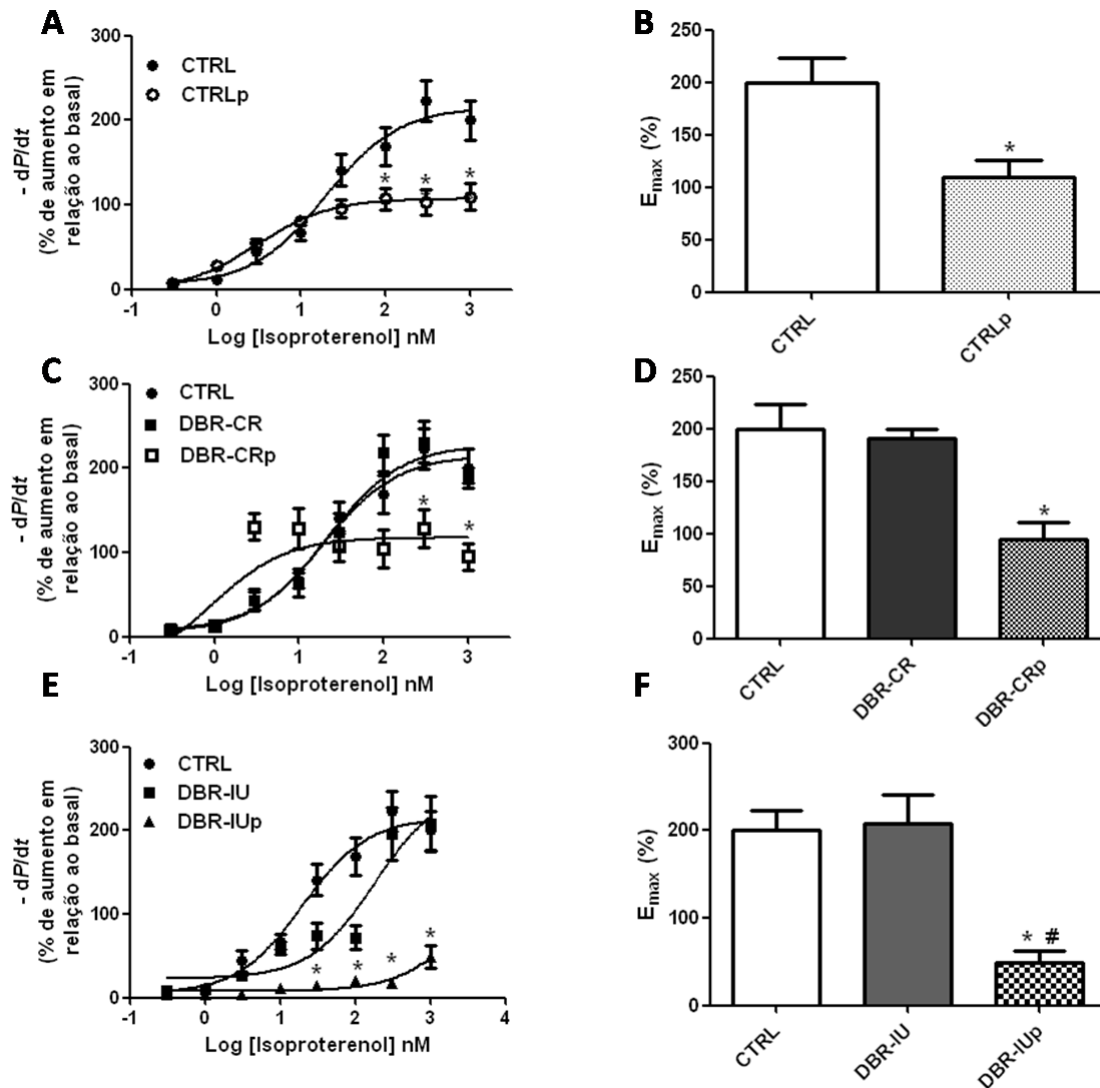 A
300
200
100
0
-1
0
1
2
3
- dP/dt
(% de aumento em
relação ao basal)
CTRL
CTRLp
* * *
Log [Isoproterenol] nM
B
250
200
150
100
50
0
Emax (%)
*
CTRL
CTRLp
C
300
200
100
0
-1
0
1
2
3
- dP/dt
(% de aumento em
relação ao basal)
CTRL
DBR-CR
DBR-CRp
* *
Log [Isoproterenol] nM
D
250
200
150
100
50
0
Emax (%)
*
CTRL
DBR-CR
DBR-CRp
E
300
200
100
0
-1
0
1
2
3
4
- dP/dt
(% de aumento em
relação ao basal)
CTRL
DBR-IU
DBR-IUp
* * * *
Log [Isoproterenol] nM
F
300
200
100
0
Emax (%)
* #
CTRL
DBR-IU
DBR-IUp